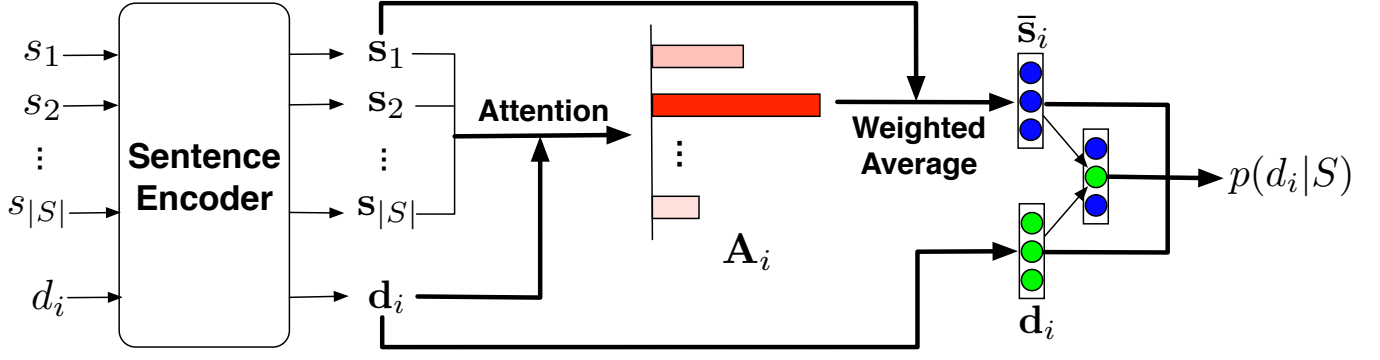 s₁
s₂
⋮
s|S|
dᵢ
Sentence
Encoder
s₁
s₂
⋮
s|S|
dᵢ
Attention
⋮
Aᵢ
Weighted
Average
s̄ᵢ
dᵢ
p(dᵢ|S)